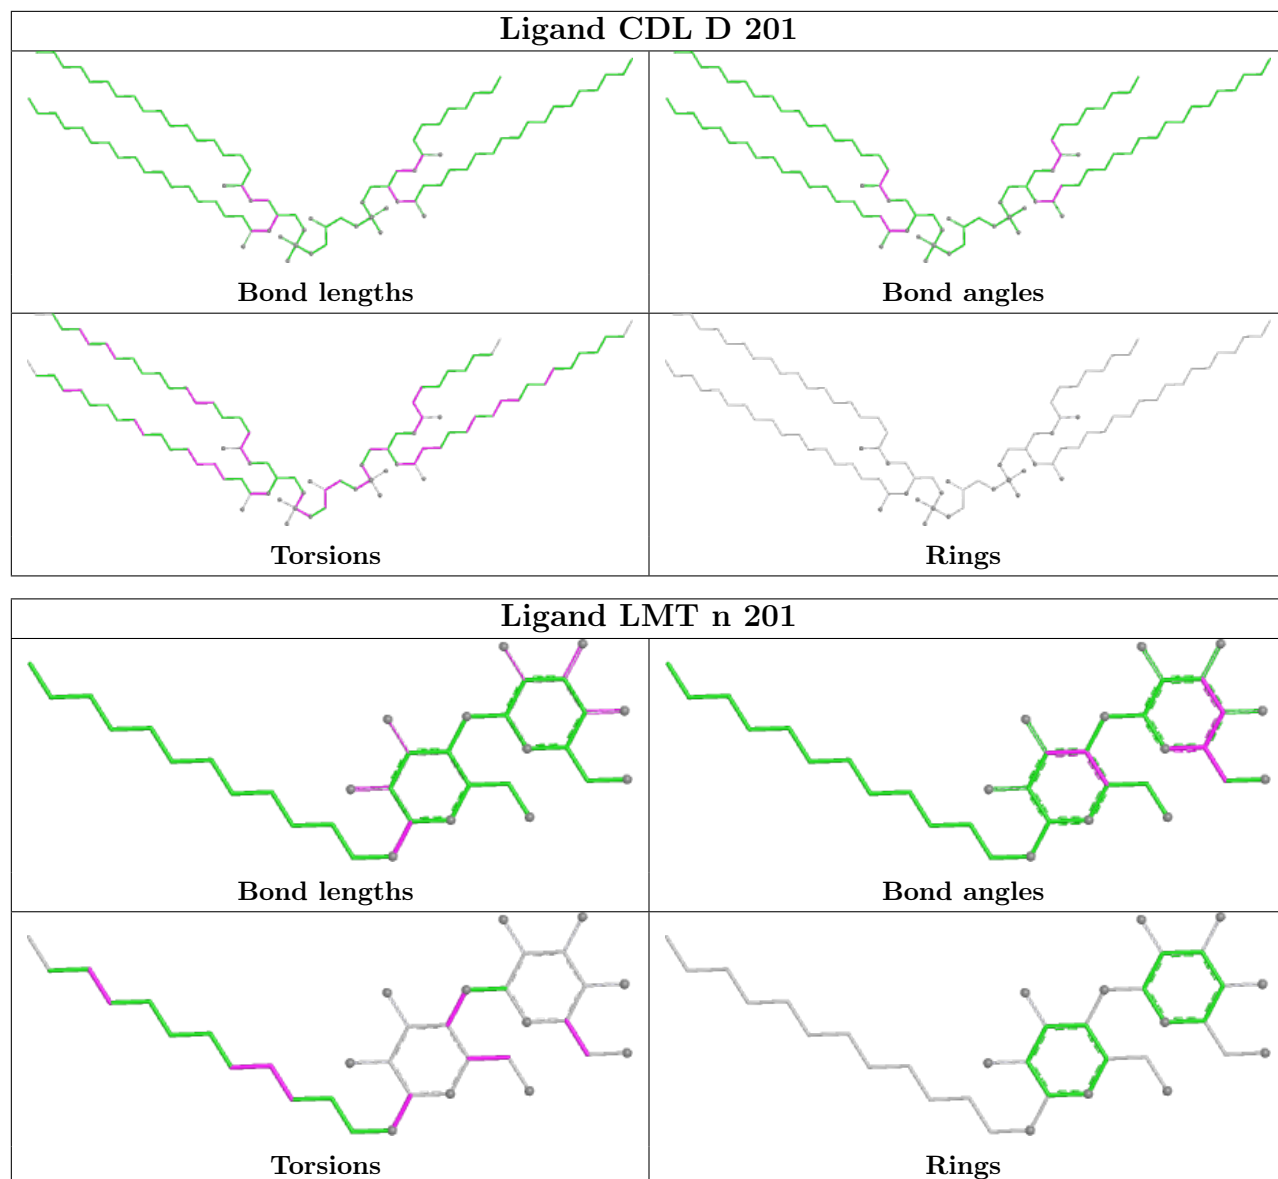 Ligand CDL D 201
Bond lengths
Bond angles
Torsions
Rings
Ligand LMT n 201
Bond lengths
Bond angles
Torsions
Rings